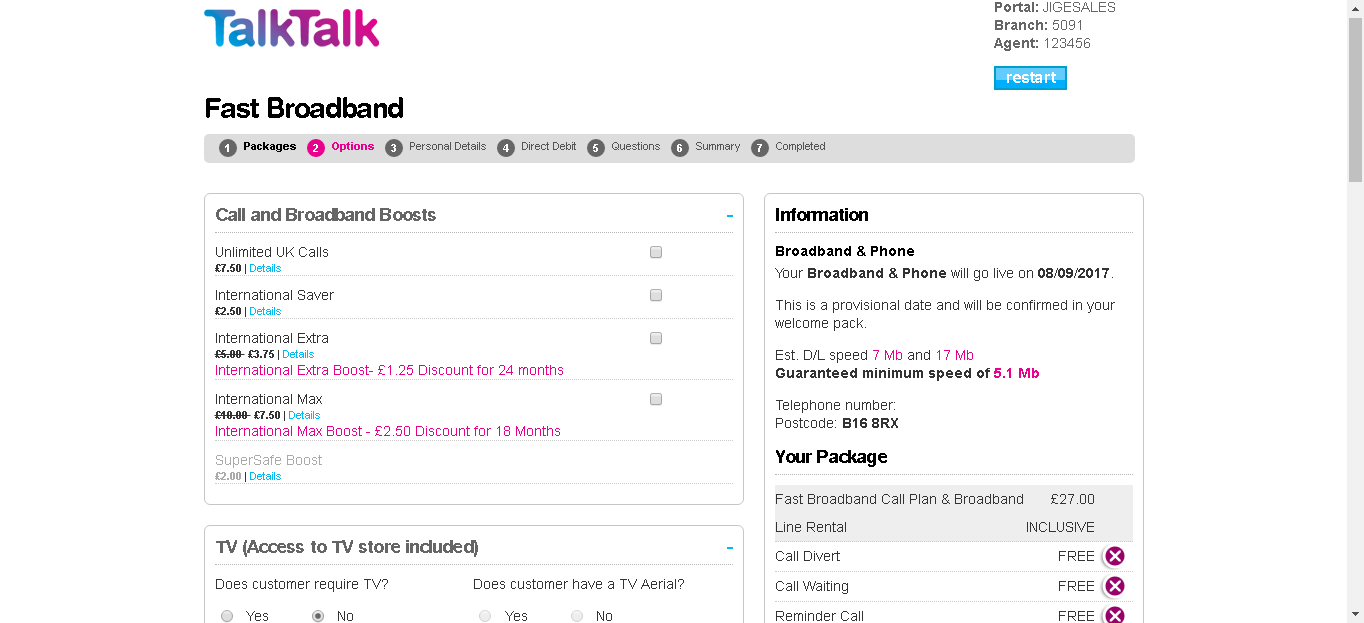 TalkTalk
Portal: JIGESALES
Branch: 5091
Agent: 123456
restart
Fast Broadband
1 Packages 2 Options 3 Personal Details 4 Direct Debit 5 Questions 6 Summary 7 Completed
Call and Broadband Boosts -
Unlimited UK Calls
£7.50 | Details
International Saver
£2.50 | Details
International Extra
£5.00 £3.75 | Details
International Extra Boost- £1.25 Discount for 24 months
International Max
£10.00 £7.50 | Details
International Max Boost - £2.50 Discount for 18 Months
SuperSafe Boost
£2.00 | Details
TV (Access to TV store included) -
Does customer require TV? Does customer have a TV Aerial?
Yes No Yes No
Information
Broadband & Phone
Your Broadband & Phone will go live on 08/09/2017.
This is a provisional date and will be confirmed in your
welcome pack.
Est. D/L speed 7 Mb and 17 Mb
Guaranteed minimum speed of 5.1 Mb
Telephone number:
Postcode: B16 8RX
Your Package
Fast Broadband Call Plan & Broadband £27.00
Line Rental INCLUSIVE
Call Divert FREE
Call Waiting FREE
Reminder Call FREE